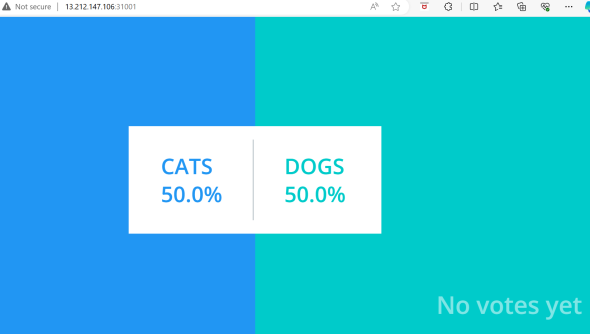 Not secure | 13.212.147.106:31001
CATS
50.0%
DOGS
50.0%
No votes yet